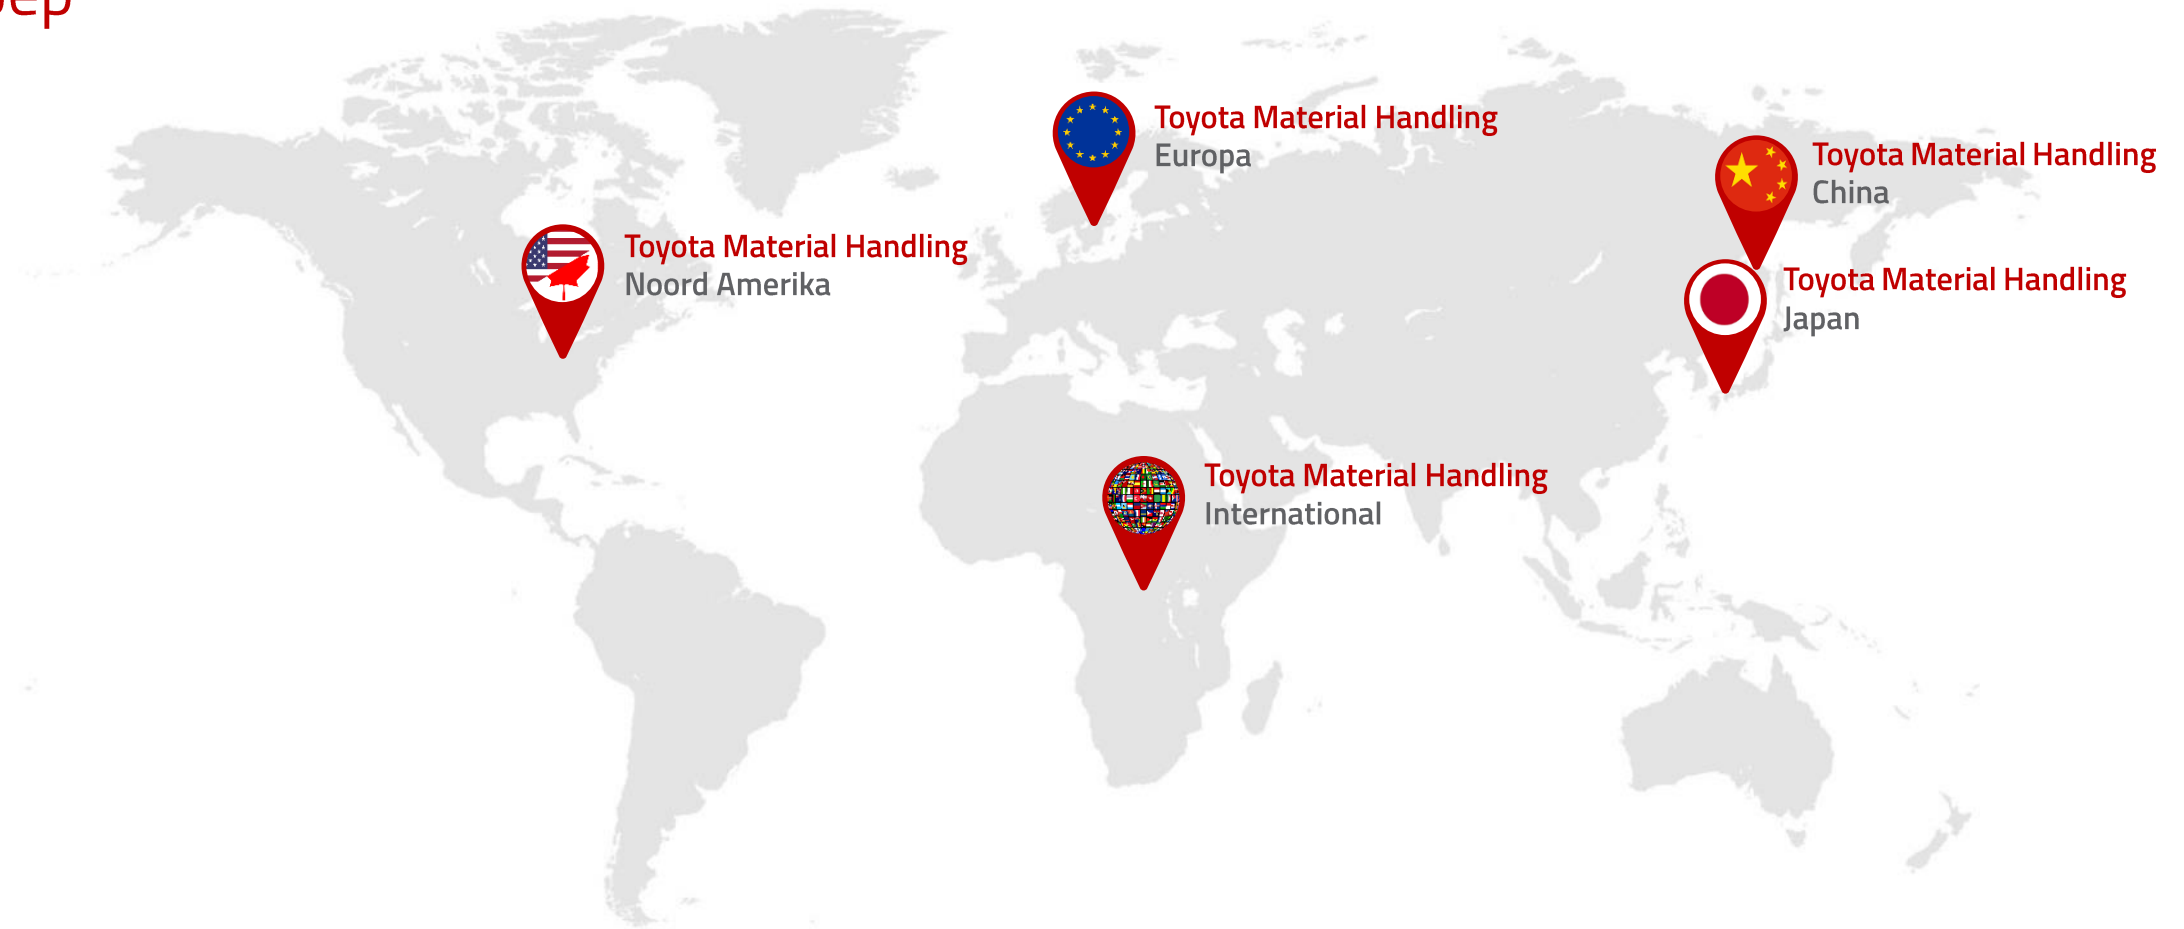 Toyota Material Handling
Europa
Toyota Material Handling
China
Toyota Material Handling
Noord Amerika
Toyota Material Handling
Japan
Toyota Material Handling
International